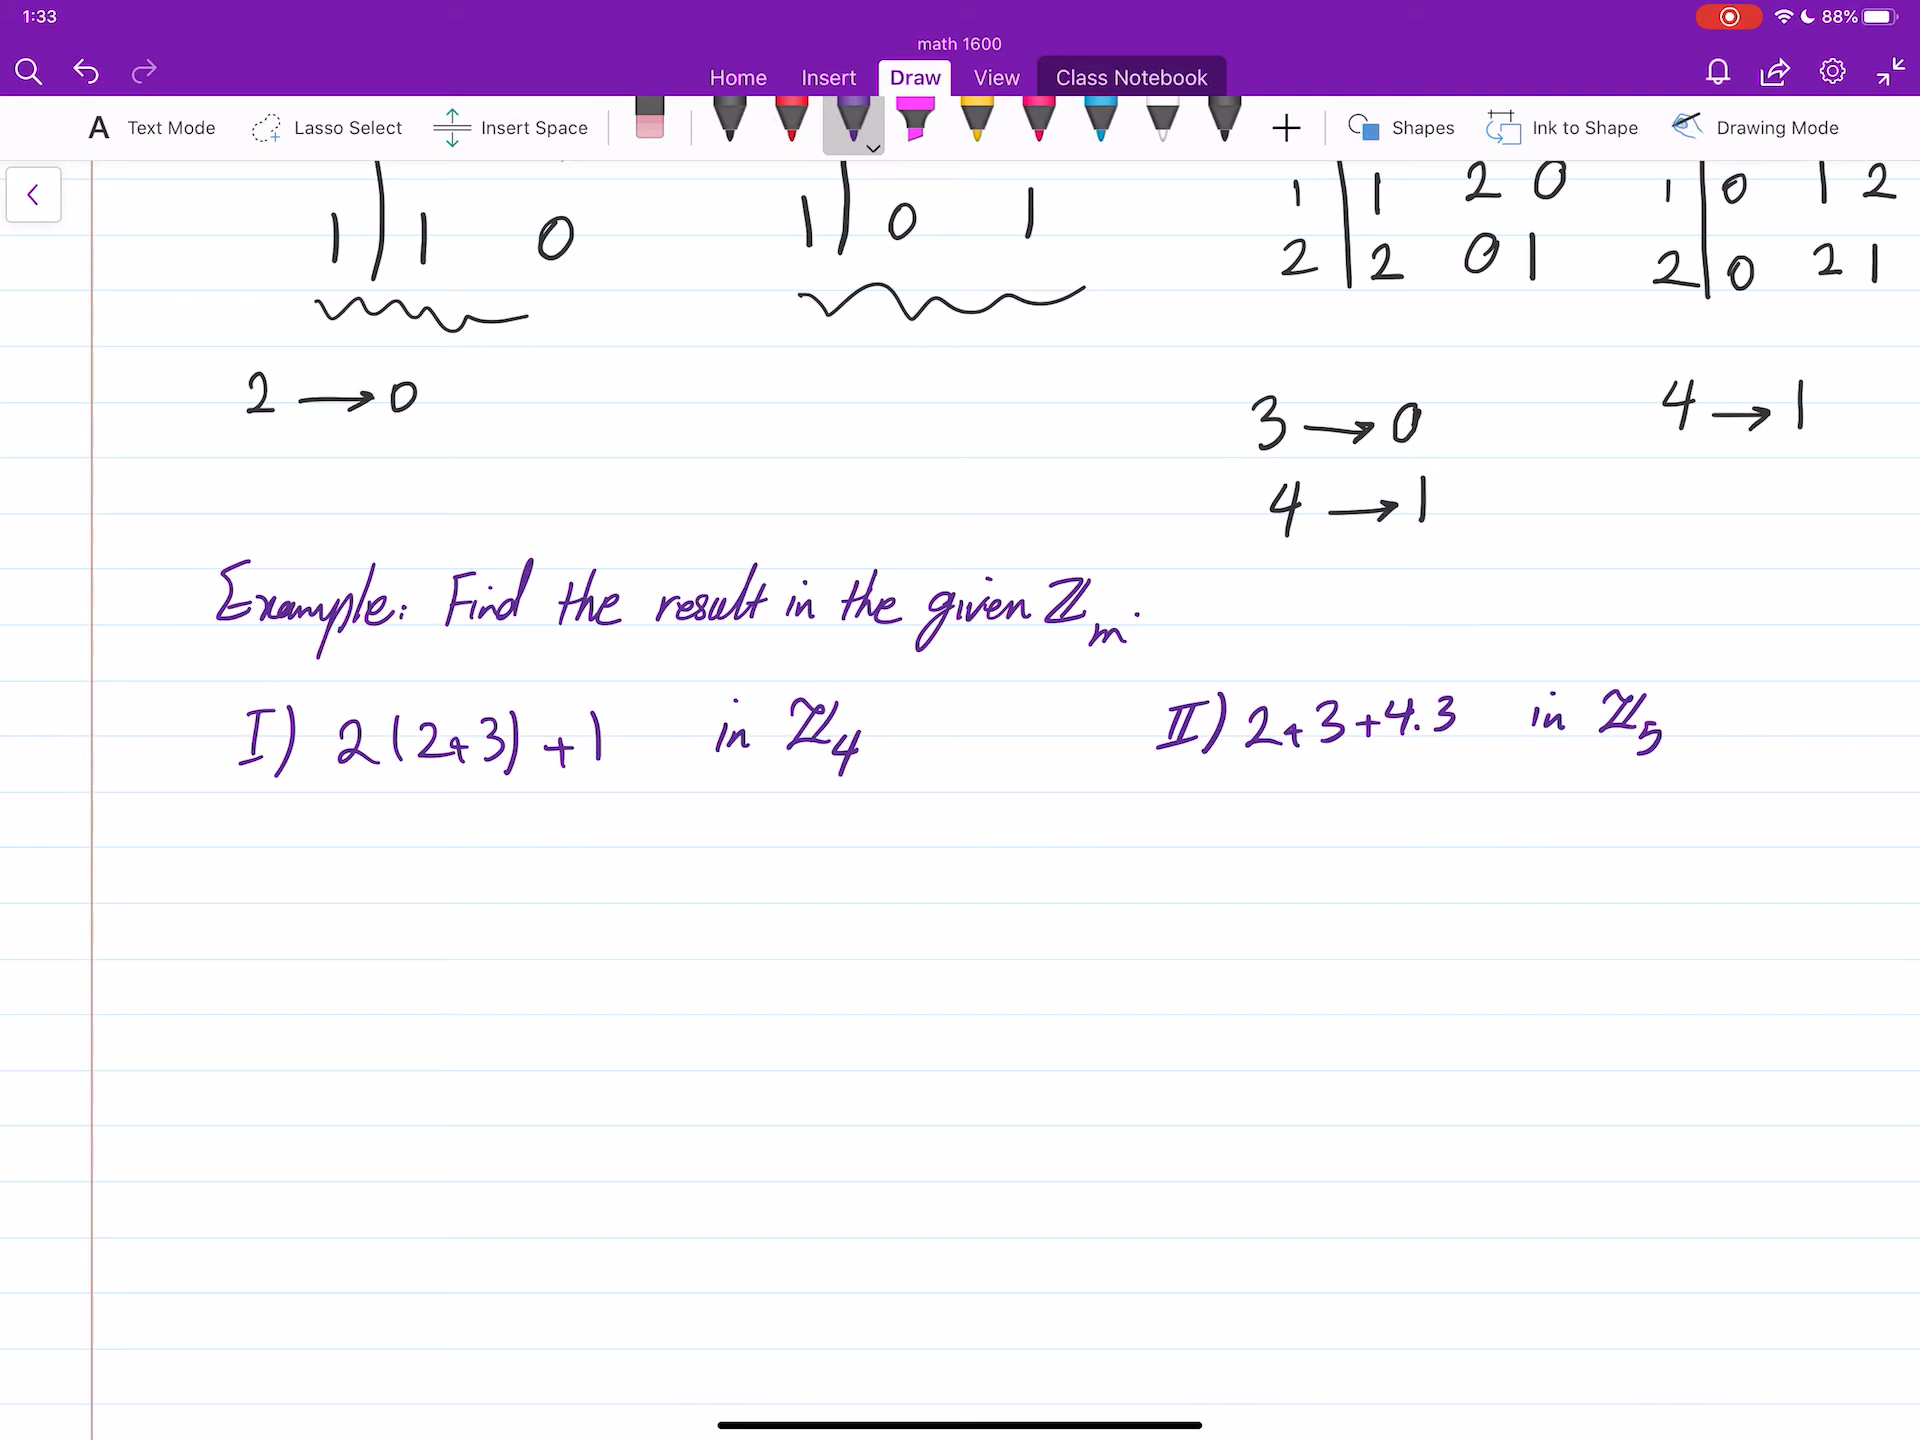 1:33
88%
math 1600
Home Insert Draw View Class Notebook
A Text Mode Lasso Select Insert Space Shapes Ink to Shape Drawing Mode
1 | 1 2 0
1 | 0 1 2
1 | 1 0
1 | 0 1
2 | 2 0 1
2 | 0 2 1
2 → 0
3 → 0
4 → 1
4 → 1
Example: Find the result in the given ℤₘ.
I) 2(2+3)+1 in ℤ₄
II) 2+3+4.3 in ℤ₅